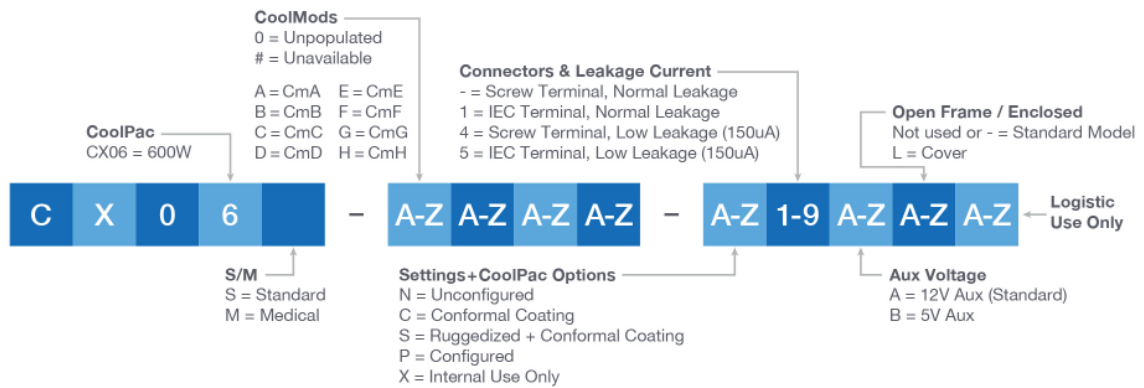 CoolMods
0 = Unpopulated
# = Unavailable
A = CmA E = CmE
B = CmB F = CmF
C = CmC G = CmG
D = CmD H = CmH
Connectors & Leakage Current
- = Screw Terminal, Normal Leakage
1 = IEC Terminal, Normal Leakage
4 = Screw Terminal, Low Leakage (150uA)
5 = IEC Terminal, Low Leakage (150uA)
Open Frame / Enclosed
Not used or - = Standard Model
L = Cover
CoolPac
CX06 = 600W
C X 0 6 - A-Z A-Z A-Z A-Z - A-Z 1-9 A-Z A-Z A-Z
Logistic
Use Only
S/M
S = Standard
M = Medical
Settings+CoolPac Options
N = Unconfigured
C = Conformal Coating
S = Ruggedized + Conformal Coating
P = Configured
X = Internal Use Only
Aux Voltage
A = 12V Aux (Standard)
B = 5V Aux